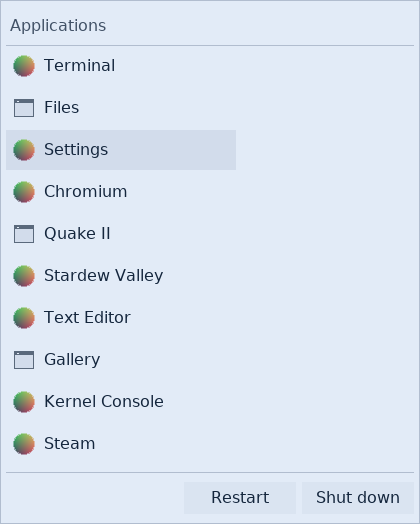 Applications
Terminal
Files
Settings
Chromium
Quake II
Stardew Valley
Text Editor
Gallery
Kernel Console
Steam
Restart Shut down